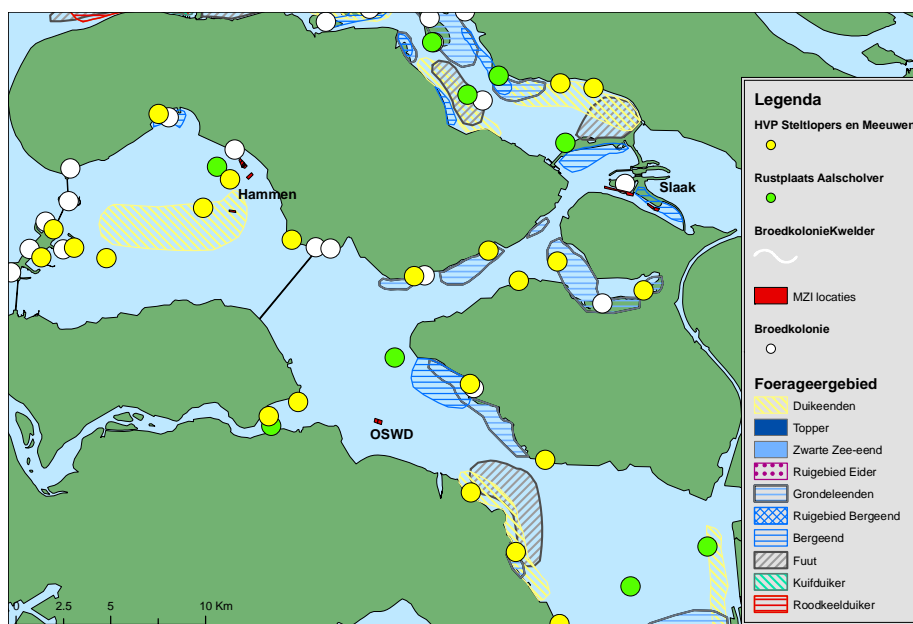 Legenda
HVP Steltlopers en Meeuwen
Rustplaats Aalscholver
BroedkolonieKwelder
MZI locaties
Broedkolonie
Foerageergebied
Duikeenden
Topper
Zwarte Zee-eend
Ruigebied Eider
Grondeleenden
Ruigebied Bergeend
Bergeend
Fuut
Kuifduiker
Roodkeelduiker
Hammen
Slaak
OSWD
0 2.5 5 10 Km